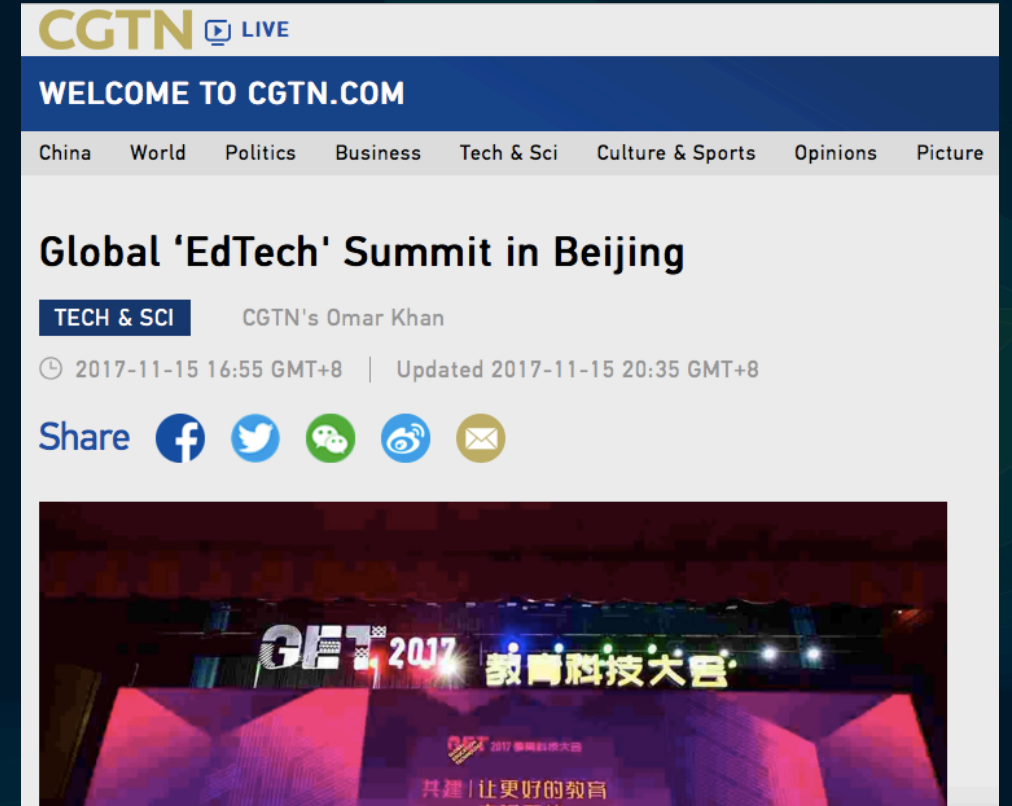 CGTN LIVE
WELCOME TO CGTN.COM
China World Politics Business Tech & Sci Culture & Sports Opinions Picture
Global ‘EdTech' Summit in Beijing
TECH & SCI CGTN's Omar Khan
2017-11-15 16:55 GMT+8 | Updated 2017-11-15 20:35 GMT+8
Share
GET 2017 教育科技大会
GET 2017 教育科技大会
共建 | 让更好的教育